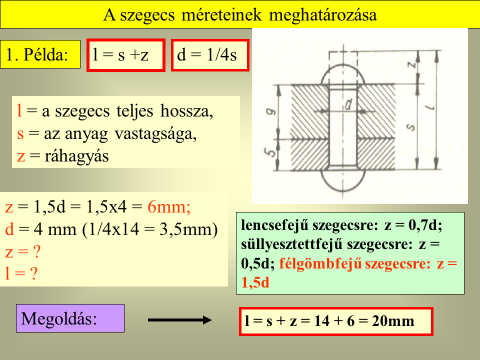 A szegecs méreteinek meghatározása
1. Példa:
l = s +z
d = 1/4s
l = a szegecs teljes hossza,
s = az anyag vastagsága,
z = ráhagyás
d
9
5
z
s
l
z = 1,5d = 1,5x4 = 6mm;
d = 4 mm (1/4x14 = 3,5mm)
z = ?
l = ?
lencsefejű szegecsre: z = 0,7d;
süllyesztettfejű szegecsre: z =
0,5d; félgömbfejű szegecsre: z =
1,5d
Megoldás:
l = s + z = 14 + 6 = 20mm